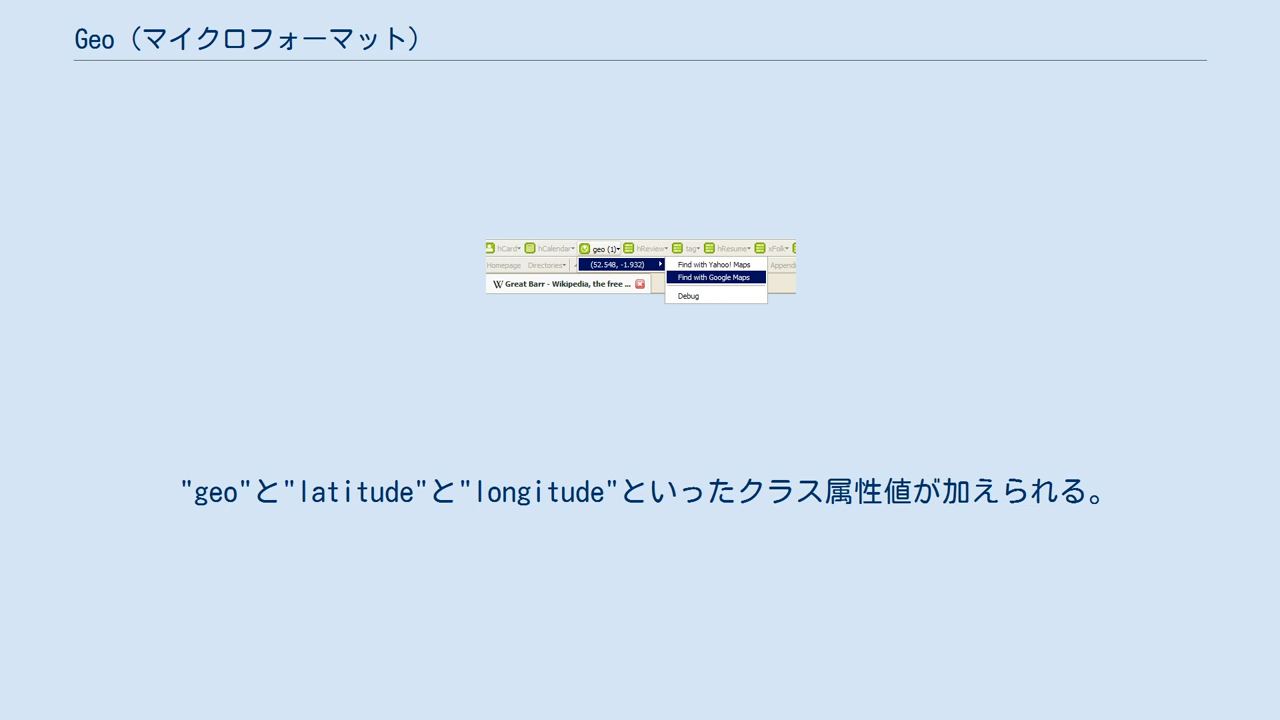 Geo（マイクロフォーマット）
hCard hCalendar geo (1) hReview tag hResume xFolk
Homepage Directories (52.548, -1.932) Find with Yahoo! Maps
Find with Google Maps
Great Barr - Wikipedia, the free ...
Debug
"geo"と"latitude"と"longitude"といったクラス属性値が加えられる。